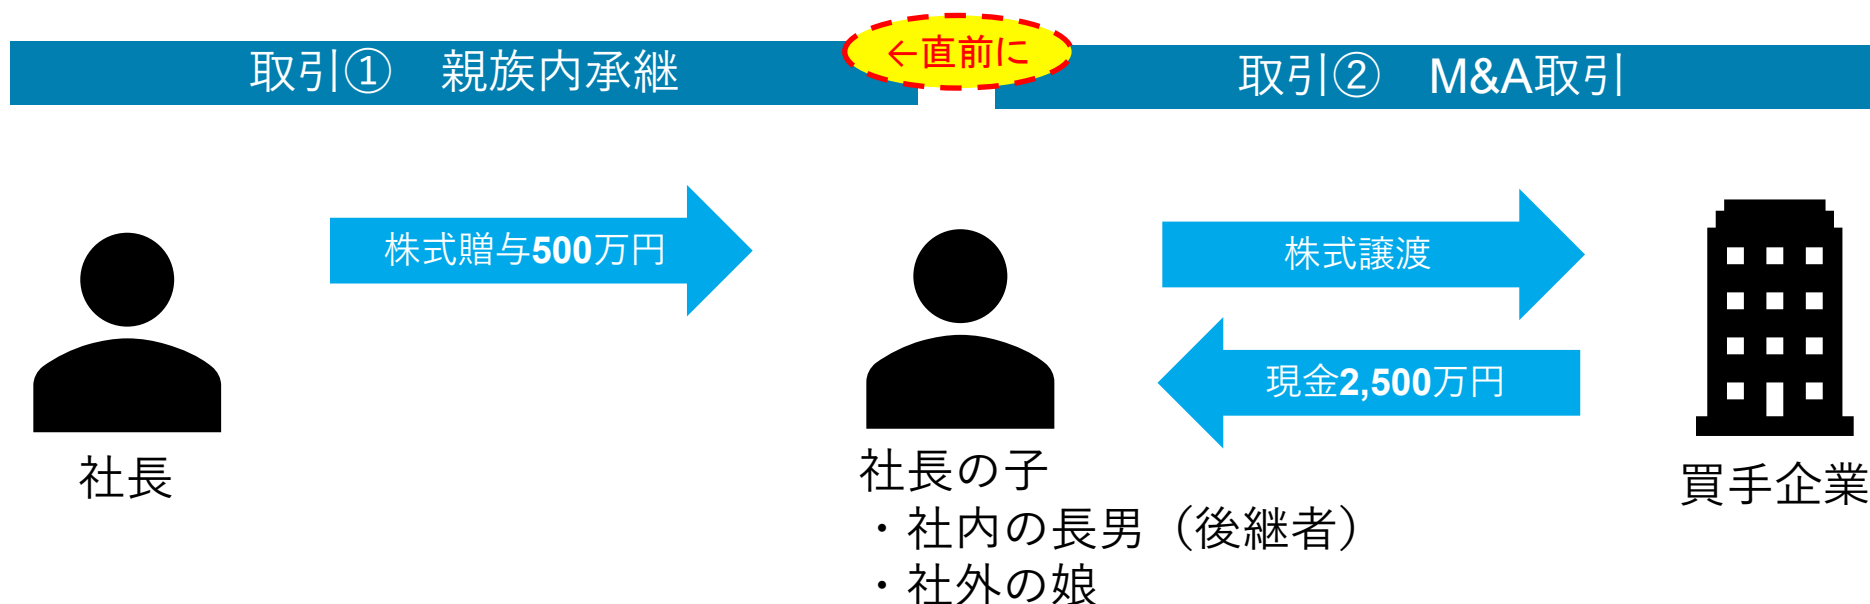 取引① 親族内承継
←直前に
取引② M&A取引
株式贈与500万円
株式譲渡
現金2,500万円
社長
社長の子
・社内の長男（後継者）
・社外の娘
買手企業